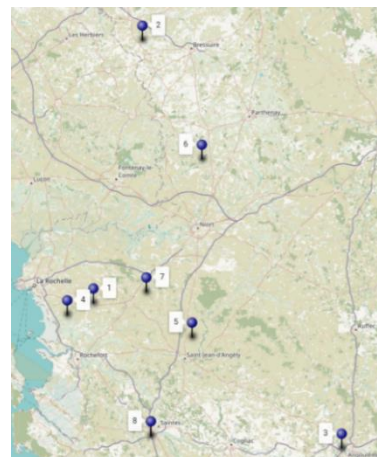 2
Les Herbiers
Bressuire
Parthenay
6
Fontenay-le-
Comte
Luçon
Niort
La Rochelle
7
1
4
5
Ruffec
Rochefort
Saint-Jean-d'Angély
8
Saintes
3
Cognac
Angoulême